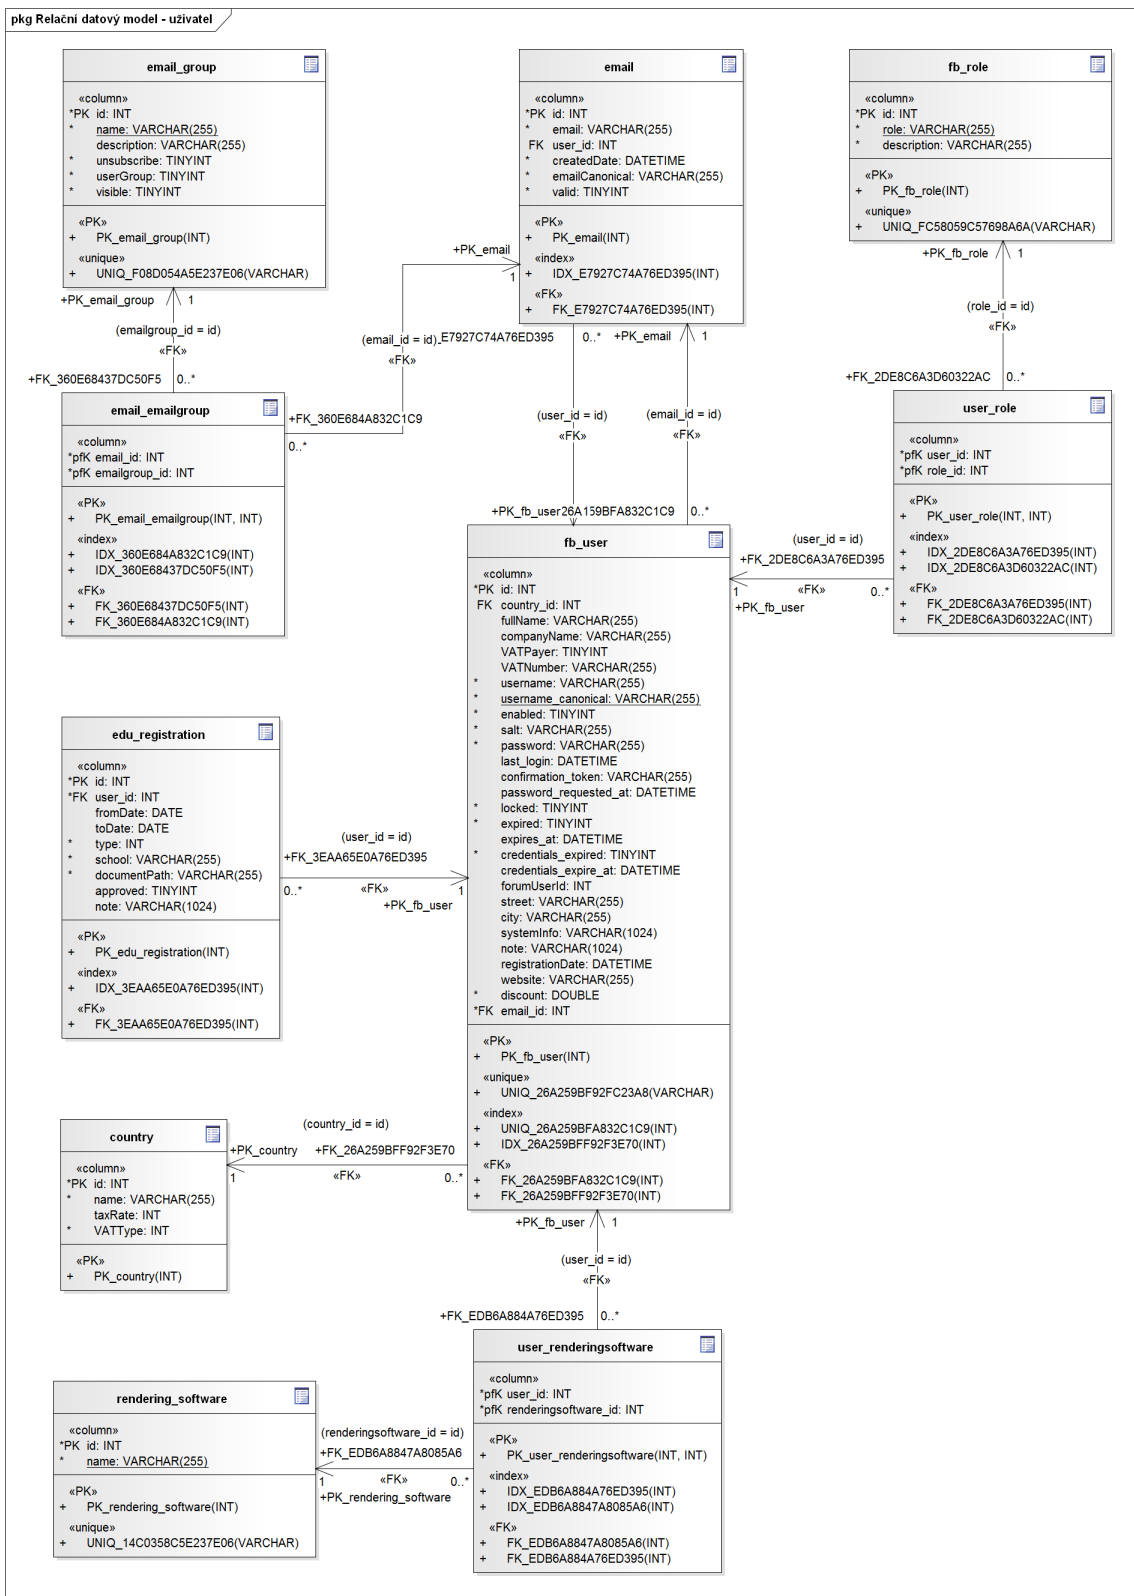 pkg Relační datový model - uživatel
email_group
«column»
*PK id: INT
* name: VARCHAR(255)
description: VARCHAR(255)
* unsubscribe: TINYINT
* userGroup: TINYINT
* visible: TINYINT
«PK»
+ PK_email_group(INT)
«unique»
+ UNIQ_F08D054A5E237E06(VARCHAR)
email
«column»
*PK id: INT
* email: VARCHAR(255)
FK user_id: INT
* createdDate: DATETIME
* emailCanonical: VARCHAR(255)
* valid: TINYINT
«PK»
+ PK_email(INT)
«index»
+ IDX_E7927C74A76ED395(INT)
«FK»
+ FK_E7927C74A76ED395(INT)
fb_role
«column»
*PK id: INT
* role: VARCHAR(255)
* description: VARCHAR(255)
«PK»
+ PK_fb_role(INT)
«unique»
+ UNIQ_FC58059C57698A6A(VARCHAR)
+PK_email_group 1
(emailgroup_id = id)
«FK»
+FK_360E68437DC50F5 0..*
+PK_email
1
(email_id = id)
«FK»
+FK_360E684A832C1C9
0..*
_E7927C74A76ED395 0..*
(user_id = id)
«FK»
+PK_fb_user
+PK_email 1
(email_id = id)
«FK»
26A159BFA832C1C9 0..*
+PK_fb_role 1
(role_id = id)
«FK»
+FK_2DE8C6A3D60322AC 0..*
email_emailgroup
«column»
*pfK email_id: INT
*pfK emailgroup_id: INT
«PK»
+ PK_email_emailgroup(INT, INT)
«index»
+ IDX_360E684A832C1C9(INT)
+ IDX_360E68437DC50F5(INT)
«FK»
+ FK_360E68437DC50F5(INT)
+ FK_360E684A832C1C9(INT)
user_role
«column»
*pfK user_id: INT
*pfK role_id: INT
«PK»
+ PK_user_role(INT, INT)
«index»
+ IDX_2DE8C6A3A76ED395(INT)
+ IDX_2DE8C6A3D60322AC(INT)
«FK»
+ FK_2DE8C6A3A76ED395(INT)
+ FK_2DE8C6A3D60322AC(INT)
(user_id = id)
+FK_2DE8C6A3A76ED395
1 «FK» 0..*
+PK_fb_user
fb_user
«column»
*PK id: INT
FK country_id: INT
fullName: VARCHAR(255)
companyName: VARCHAR(255)
VATPayer: TINYINT
VATNumber: VARCHAR(255)
* username: VARCHAR(255)
* username_canonical: VARCHAR(255)
* enabled: TINYINT
* salt: VARCHAR(255)
* password: VARCHAR(255)
last_login: DATETIME
confirmation_token: VARCHAR(255)
password_requested_at: DATETIME
* locked: TINYINT
* expired: TINYINT
expires_at: DATETIME
* credentials_expired: TINYINT
credentials_expire_at: DATETIME
forumUserId: INT
street: VARCHAR(255)
city: VARCHAR(255)
systemInfo: VARCHAR(1024)
note: VARCHAR(1024)
registrationDate: DATETIME
website: VARCHAR(255)
* discount: DOUBLE
*FK email_id: INT
«PK»
+ PK_fb_user(INT)
«unique»
+ UNIQ_26A259BF92FC23A8(VARCHAR)
«index»
+ UNIQ_26A259BFA832C1C9(INT)
+ IDX_26A259BFF92F3E70(INT)
«FK»
+ FK_26A259BFA832C1C9(INT)
+ FK_26A259BFF92F3E70(INT)
edu_registration
«column»
*PK id: INT
*FK user_id: INT
fromDate: DATE
toDate: DATE
* type: INT
* school: VARCHAR(255)
* documentPath: VARCHAR(255)
approved: TINYINT
note: VARCHAR(1024)
«PK»
+ PK_edu_registration(INT)
«index»
+ IDX_3EAA65E0A76ED395(INT)
«FK»
+ FK_3EAA65E0A76ED395(INT)
(user_id = id)
+FK_3EAA65E0A76ED395
0..* «FK» 1
+PK_fb_user
country
«column»
*PK id: INT
* name: VARCHAR(255)
taxRate: INT
* VATType: INT
«PK»
+ PK_country(INT)
(country_id = id)
+PK_country +FK_26A259BFF92F3E70
1 «FK» 0..*
+PK_fb_user 1
(user_id = id)
«FK»
+FK_EDB6A884A76ED395 0..*
user_renderingsoftware
«column»
*pfK user_id: INT
*pfK renderingsoftware_id: INT
«PK»
+ PK_user_renderingsoftware(INT, INT)
«index»
+ IDX_EDB6A884A76ED395(INT)
+ IDX_EDB6A8847A8085A6(INT)
«FK»
+ FK_EDB6A8847A8085A6(INT)
+ FK_EDB6A884A76ED395(INT)
rendering_software
«column»
*PK id: INT
* name: VARCHAR(255)
«PK»
+ PK_rendering_software(INT)
«unique»
+ UNIQ_14C0358C5E237E06(VARCHAR)
(renderingsoftware_id = id)
+FK_EDB6A8847A8085A6
1 «FK» 0..*
+PK_rendering_software